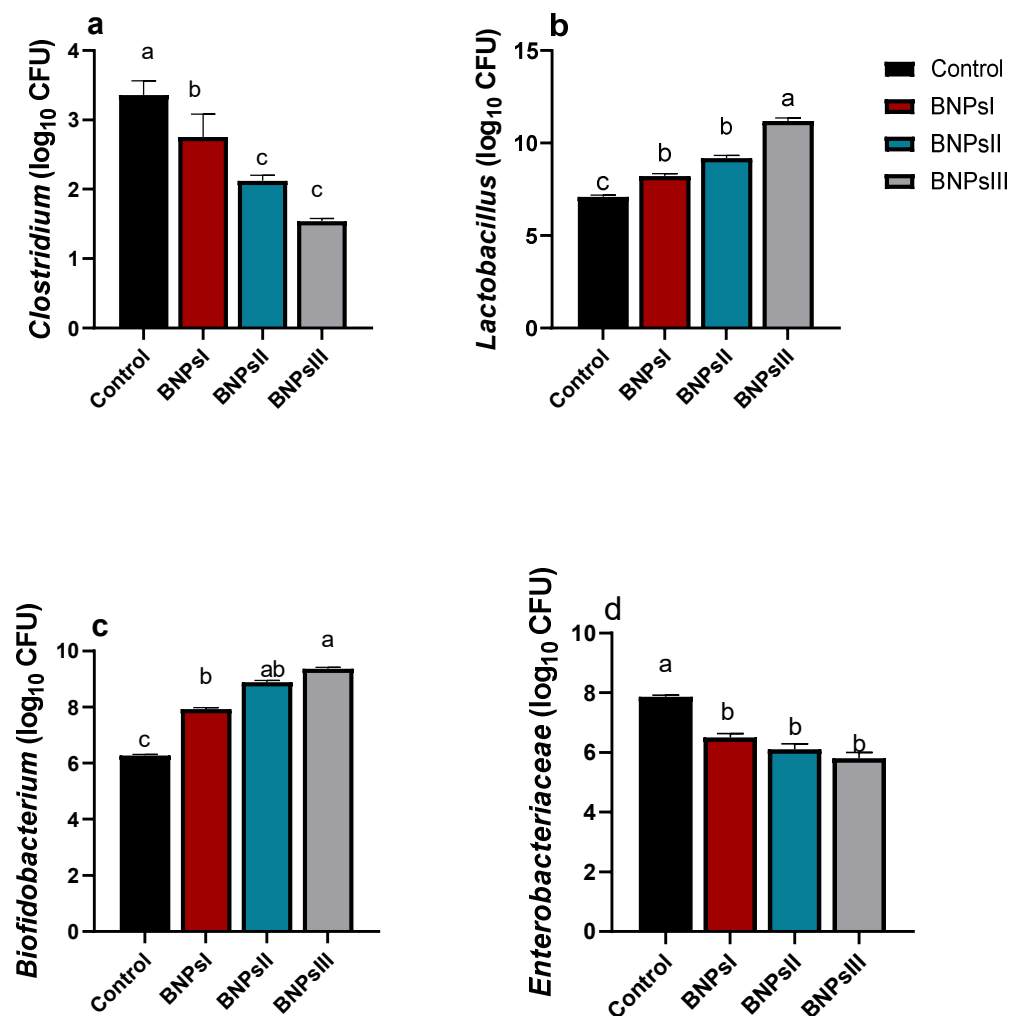 a
Clostridium (log10 CFU)
4
3
2
1
0
a
b
c
c
Control
BNPsI
BNPsII
BNPsIII
b
Lactobacillus (log10 CFU)
15
10
5
0
c
b
b
a
Control
BNPsI
BNPsII
BNPsIII
Control
BNPsI
BNPsII
BNPsIII
c
Biofidobacterium (log10 CFU)
10
8
6
4
2
0
c
b
ab
a
Control
BNPsI
BNPsII
BNPsIII
d
Enterobacteriaceae (log10 CFU)
10
8
6
4
2
0
a
b
b
b
Control
BNPsI
BNPsII
BNPsIII